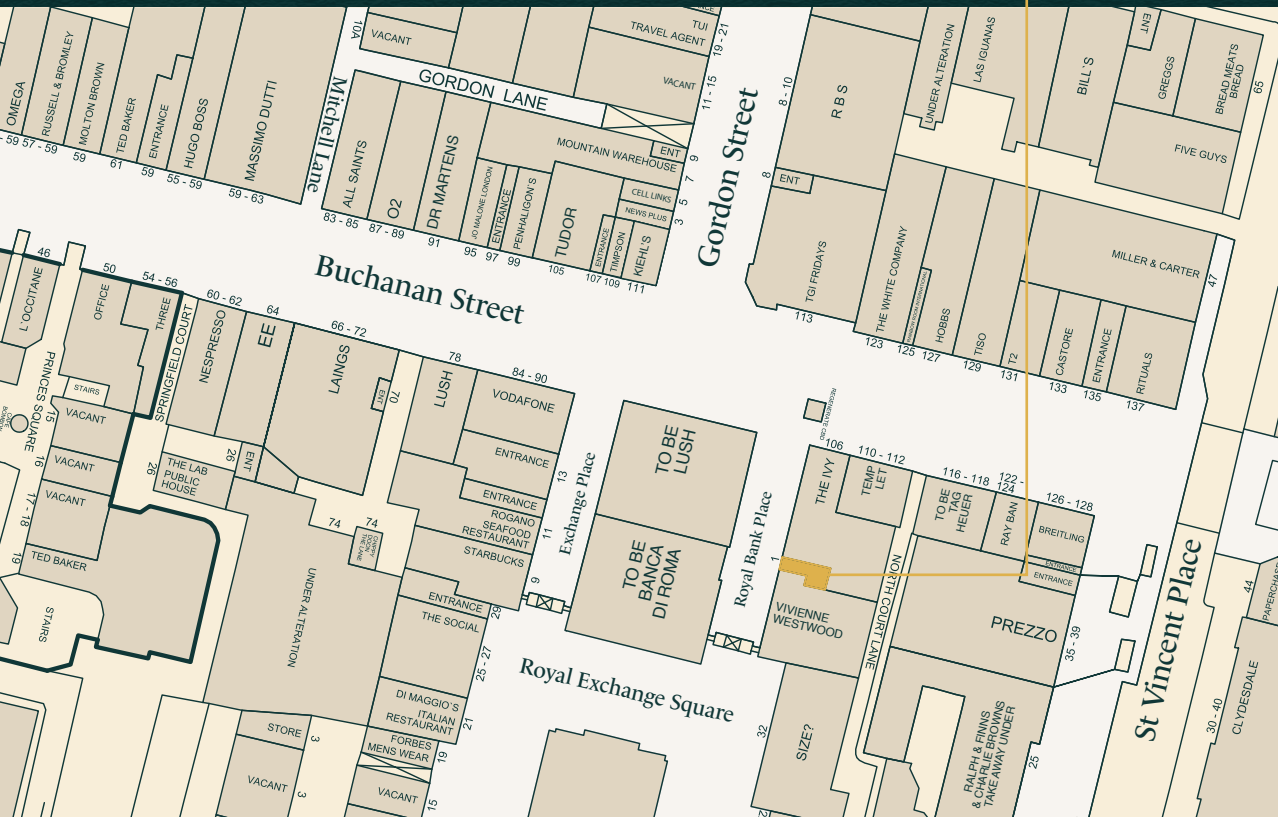 OMEGA
RUSSELL & BROMLEY
MOLTON BROWN
TED BAKER
ENTRANCE
HUGO BOSS
MASSIMO DUTTI
- 59
57 - 59
59
61
59
55 - 59
59 - 63
Mitchell Lane
10A
VACANT
GORDON LANE
TUI
TRAVEL AGENT
VACANT
19 - 21
11 - 15
MOUNTAIN WAREHOUSE
ENT
9
7
5
3
ALL SAINTS
O2
DR MARTENS
JO MALONE LONDON
ENTRANCE
PENHALIGON'S
TUDOR
CELL LINKS
NEWS PLUS
ENTRANCE
TIMPSON
KIEHL'S
83 - 85
87 - 89
91
95
97
99
105
107
109
111
Gordon Street
Buchanan Street
8 - 10
8
R B S
ENT
TGI FRIDAYS
113
UNDER ALTERATION
LAS IGUANAS
BILL'S
ENT
GREGGS
BREAD MEATS
BREAD
65
FIVE GUYS
THE WHITE COMPANY
HOBBS
TISO
T2
MILLER & CARTER
47
CASTORE
ENTRANCE
RITUALS
123
125
127
129
131
133
135
137
46
50
54 - 56
60 - 62
64
66 - 72
78
84 - 90
L'OCCITANE
OFFICE
THREE
SPRINGFIELD COURT
NESPRESSO
EE
LAINGS
ENT
70
LUSH
VODAFONE
ENTRANCE
ENTRANCE
13
ROGANO
SEAFOOD
RESTAURANT
11
STARBUCKS
9
ENTRANCE
29
THE SOCIAL
25 - 27
DI MAGGIO'S
ITALIAN
RESTAURANT
21
FORBES
MENS WEAR
19
VACANT
15
PRINCES SQUARE
STAIRS
VACANT
15
VACANT
16
VACANT
17 - 18
TED BAKER
19
STAIRS
26
THE LAB
PUBLIC
HOUSE
26
ENT
74
74
UNDER ALTERATION
STORE
3
VACANT
3
Exchange Place
TO BE
LUSH
TO BE
BANCA
DI ROMA
Royal Bank Place
Royal Exchange Square
REGENERATE CBD
106
110 - 112
116 - 118
122 -
124
126 - 128
THE IVY
TEMP
LET
TO BE
TAG
HEUER
RAY BAN
BREITLING
ENTRANCE
ENTRANCE
1
VIVIENNE
WESTWOOD
NORTH COURT LANE
PREZZO
35 - 39
32
SIZE?
RALPH & FINNS
& CHARLIE BROWNS
TAKE AWAY UNDER
25
St Vincent Place
44
PAPERCHASE
CLYDESDALE
30 - 40